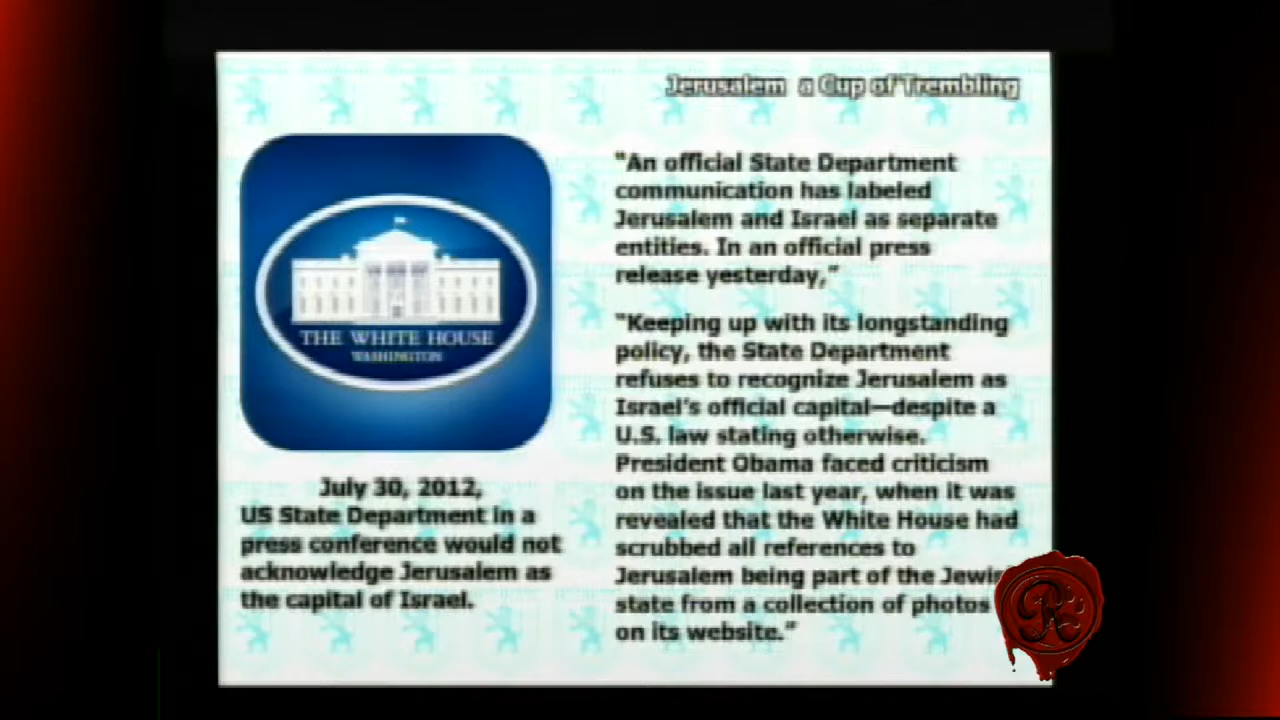 Jerusalem a Cup of Trembling
THE WHITE HOUSE
WASHINGTON
July 30, 2012,
US State Department in a
press conference would not
acknowledge Jerusalem as
the capital of Israel.
"An official State Department
communication has labeled
Jerusalem and Israel as separate
entities. In an official press
release yesterday,"
"Keeping up with its longstanding
policy, the State Department
refuses to recognize Jerusalem as
Israel's official capital—despite a
U.S. law stating otherwise.
President Obama faced criticism
on the issue last year, when it was
revealed that the White House had
scrubbed all references to
Jerusalem being part of the Jewi
state from a collection of photos
on its website."
R